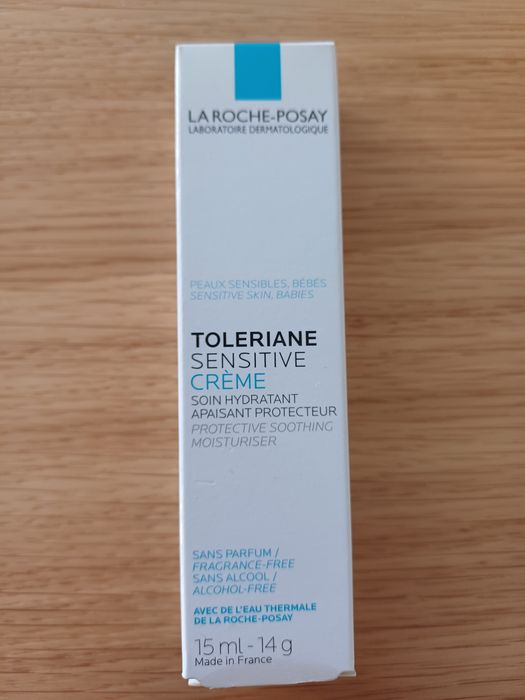 LA ROCHE-POSAY
LABORATOIRE DERMATOLOGIQUE
PEAUX SENSIBLES, BÉBÉS
SENSITIVE SKIN, BABIES
TOLERIANE
SENSITIVE
CRÈME
SOIN HYDRATANT
APAISANT PROTECTEUR
PROTECTIVE SOOTHING
MOISTURISER
SANS PARFUM /
FRAGRANCE-FREE
SANS ALCOOL /
ALCOHOL-FREE
AVEC DE L'EAU THERMALE
DE LA ROCHE-POSAY
15 ml - 14 g
Made in France